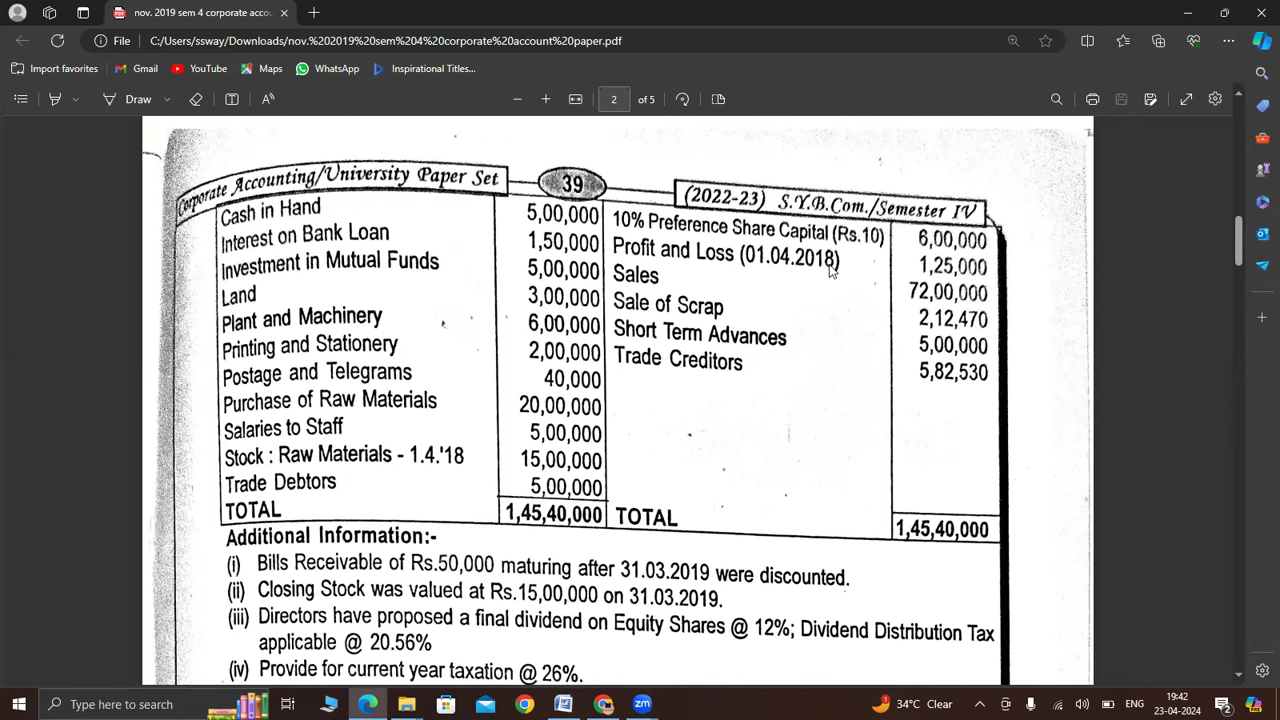 nov. 2019 sem 4 corporate accou
File C:/Users/ssway/Downloads/nov.%202019%20sem%204%20corporate%20account%20paper.pdf
Import favorites Gmail YouTube Maps WhatsApp Inspirational Titles...
Draw 2 of 5
Corporate Accounting/University Paper Set 39 (2022-23) S.Y.B.Com./Semester IV
Cash in Hand 5,00,000 10% Preference Share Capital (Rs.10) 6,00,000
Interest on Bank Loan 1,50,000 Profit and Loss (01.04.2018) 1,25,000
Investment in Mutual Funds 5,00,000 Sales 72,00,000
Land 3,00,000 Sale of Scrap 2,12,470
Plant and Machinery 6,00,000 Short Term Advances 5,00,000
Printing and Stationery 2,00,000 Trade Creditors 5,82,530
Postage and Telegrams 40,000
Purchase of Raw Materials 20,00,000
Salaries to Staff 5,00,000
Stock : Raw Materials - 1.4.'18 15,00,000
Trade Debtors 5,00,000
TOTAL 1,45,40,000 TOTAL 1,45,40,000
Additional Information:-
(i) Bills Receivable of Rs.50,000 maturing after 31.03.2019 were discounted.
(ii) Closing Stock was valued at Rs.15,00,000 on 31.03.2019.
(iii) Directors have proposed a final dividend on Equity Shares @ 12%; Dividend Distribution Tax
applicable @ 20.56%
(iv) Provide for current year taxation @ 26%.
Type here to search 34°C Clear 19:42
23-04-2024